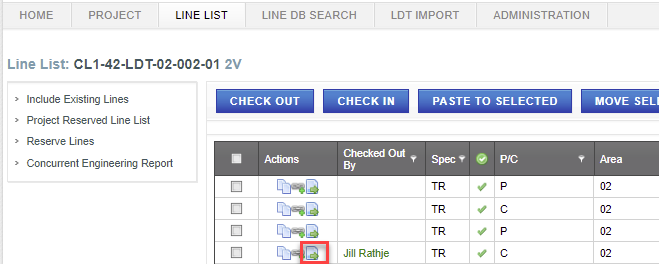 HOME PROJECT LINE LIST LINE DB SEARCH LDT IMPORT ADMINISTRATION
Line List: CL1-42-LDT-02-002-01 2V
Include Existing Lines
Project Reserved Line List
Reserve Lines
Concurrent Engineering Report
CHECK OUT CHECK IN PASTE TO SELECTED MOVE SEL
Actions Checked Out By Spec P/C Area
TR P 02
TR C 02
TR P 02
Jill Rathje TR C 02